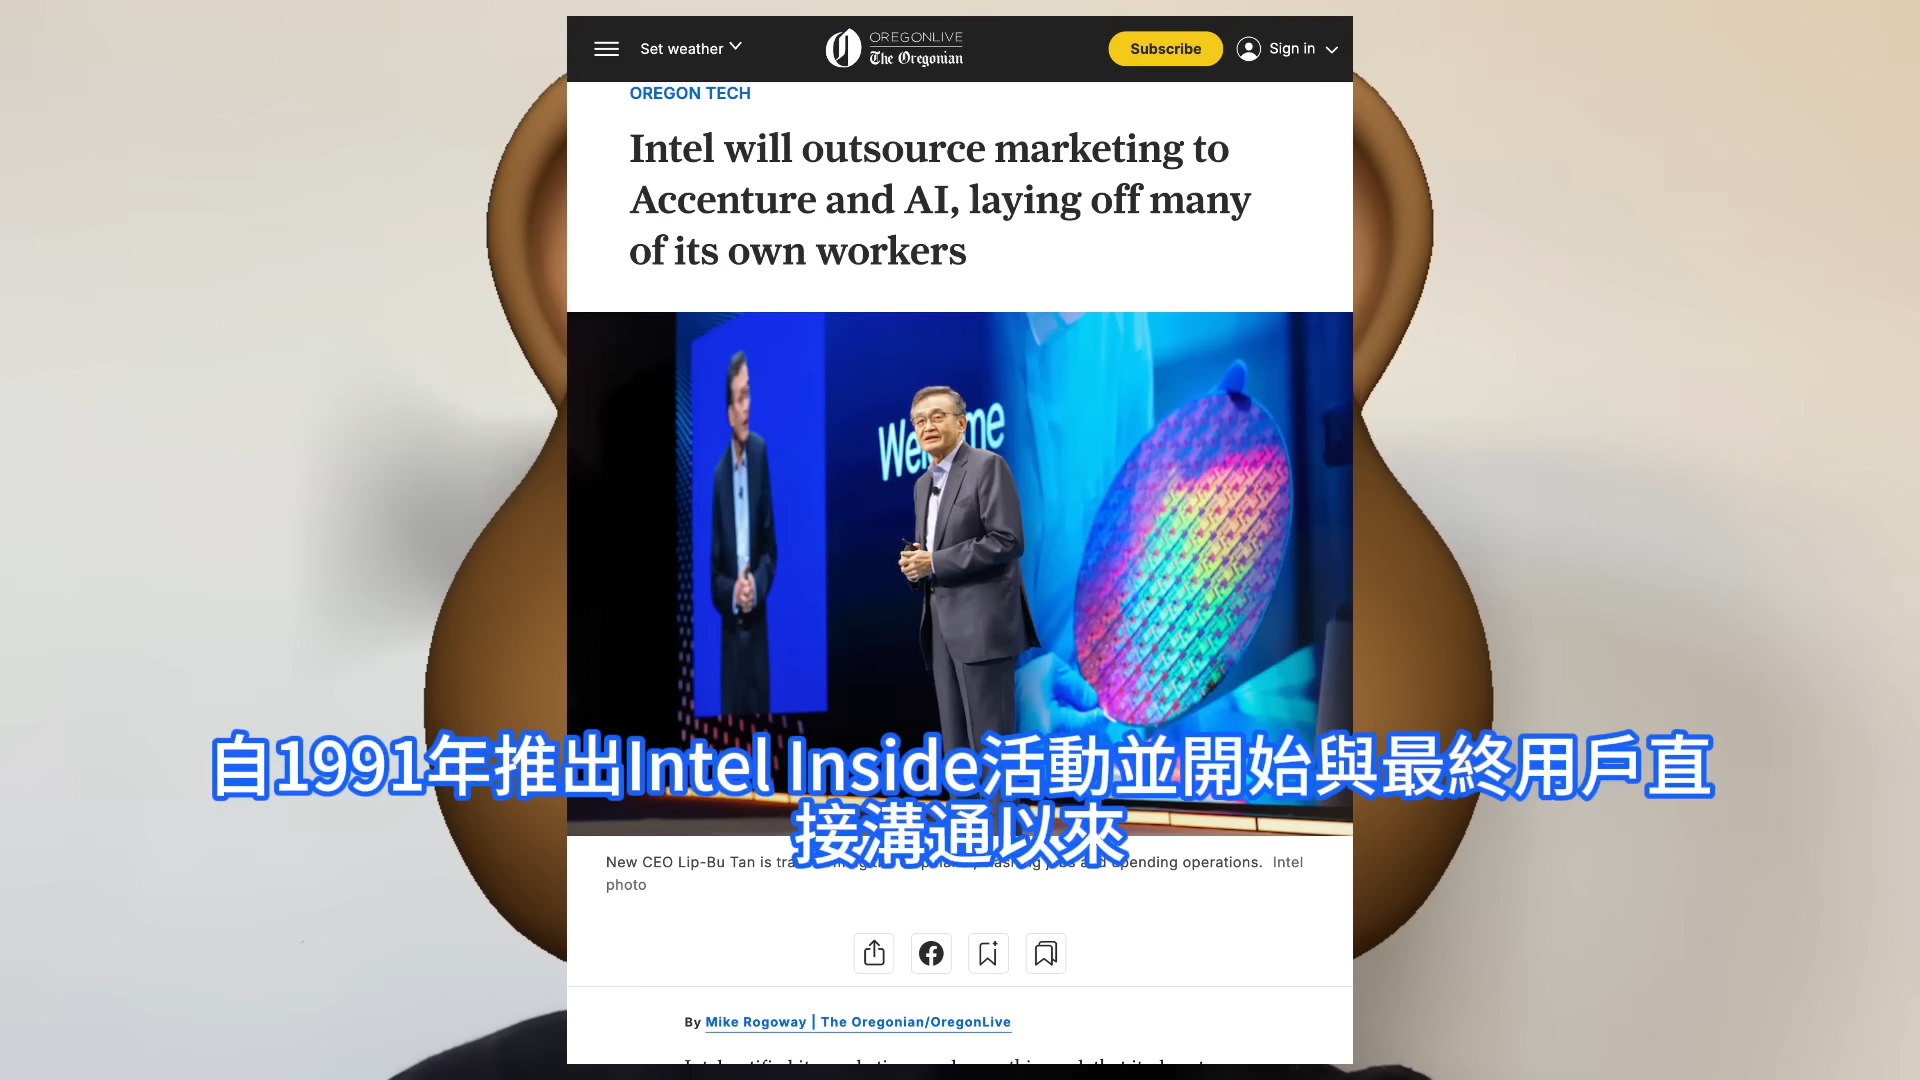 Set weather
OREGONLIVE
The Oregonian
Subscribe
Sign in
OREGON TECH
Intel will outsource marketing to
Accenture and AI, laying off many
of its own workers
Welcome
自1991年推出Intel Inside活動並開始與最終用戶直
接溝通以來
New CEO Lip-Bu Tan is and upending operations. Intel
photo
By Mike Rogoway | The Oregonian/OregonLive